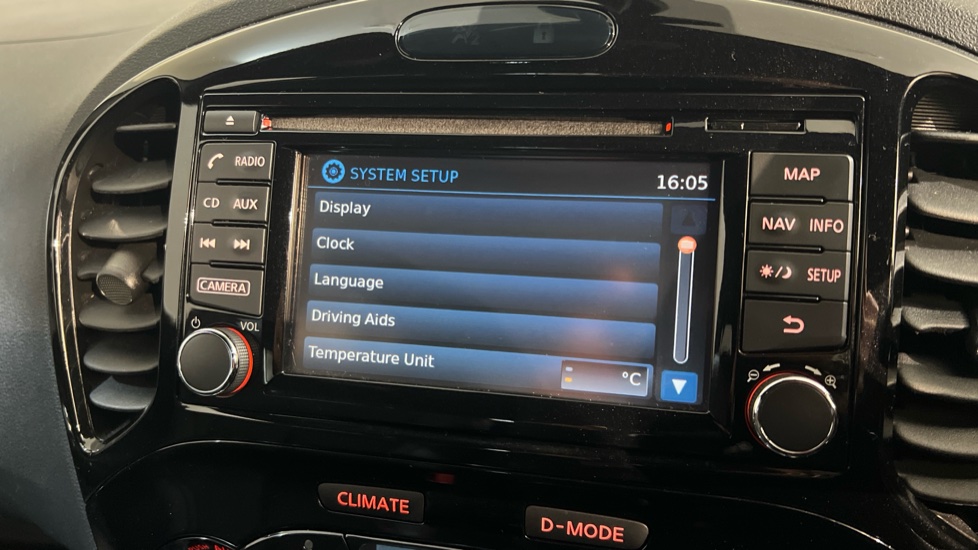 RADIO
CD AUX
CAMERA
VOL
SYSTEM SETUP
16:05
Display
Clock
Language
Driving Aids
Temperature Unit
°C
MAP
NAV INFO
SETUP
CLIMATE
D-MODE